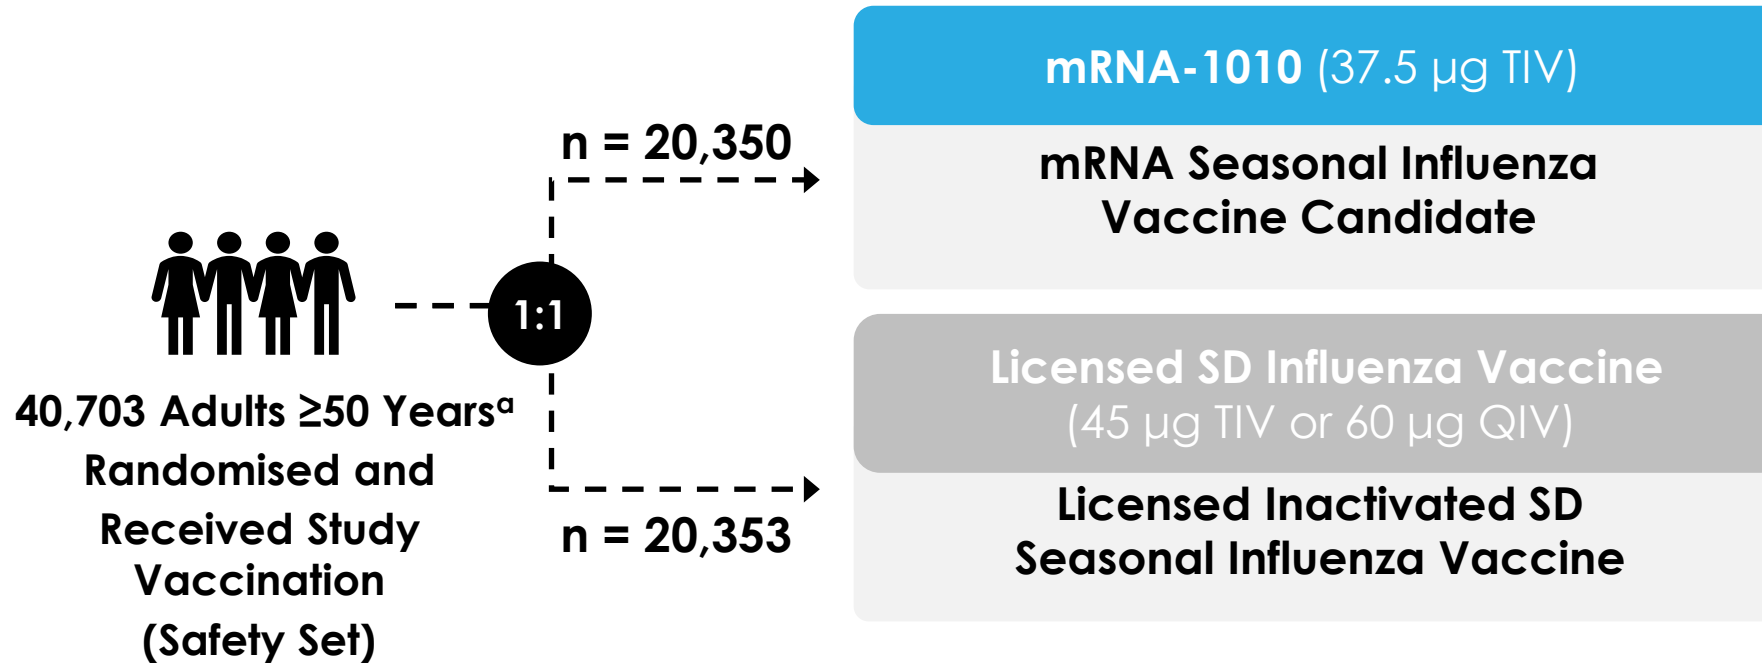 mRNA-1010 (37.5 µg TIV)
mRNA Seasonal Influenza
Vaccine Candidate
n = 20,350
1:1
40,703 Adults ≥50 Yearsᵃ
Randomised and
Received Study
Vaccination
(Safety Set)
n = 20,353
Licensed SD Influenza Vaccine
(45 µg TIV or 60 µg QIV)
Licensed Inactivated SD
Seasonal Influenza Vaccine